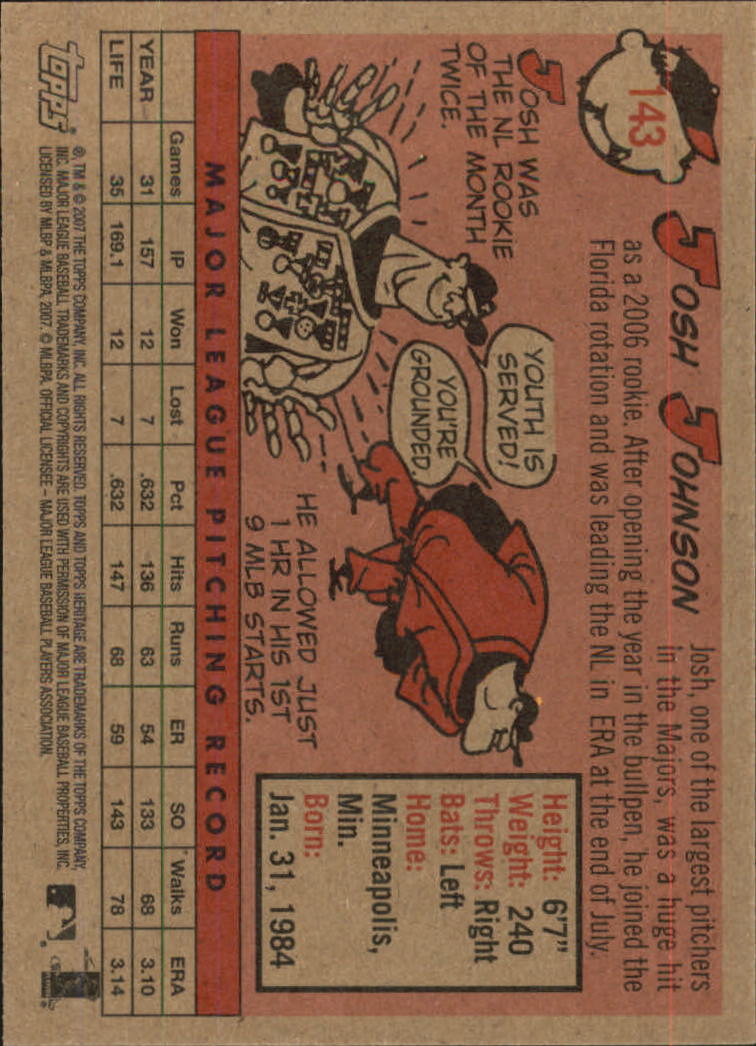 143
JOSH JOHNSON
Josh, one of the largest pitchers
in the Majors, was a huge hit
as a 2006 rookie. After opening the year in the bullpen, he joined the
Florida rotation and was leading the NL in ERA at the end of July.
JOSH WAS
THE NL ROOKIE
OF THE MONTH
TWICE.
YOUTH IS
SERVED!
YOU'RE
GROUNDED.
HE ALLOWED JUST
1 HR IN HIS 1ST
9 MLB STARTS.
Height: 6'7"
Weight: 240
Throws: Right
Bats: Left
Home:
Minneapolis,
Min.
Born:
Jan. 31, 1984
MAJOR LEAGUE PITCHING RECORD
Games IP Won Lost Pct Hits Runs ER SO Walks ERA
YEAR 31 157 12 7 .632 136 63 54 133 68 3.10
LIFE 35 169.1 12 7 .632 147 68 59 143 78 3.14
topps®
®, TM & © 2007 THE TOPPS COMPANY, INC. ALL RIGHTS RESERVED. TOPPS AND TOPPS HERITAGE ARE TRADEMARKS OF THE TOPPS COMPANY,
INC. MAJOR LEAGUE BASEBALL TRADEMARKS AND COPYRIGHTS ARE USED WITH PERMISSION OF MAJOR LEAGUE BASEBALL PROPERTIES, INC.
LICENSED BY MLBP & MLBPA, 2007. © MLBPA. OFFICIAL LICENSEE – MAJOR LEAGUE BASEBALL PLAYERS ASSOCIATION.